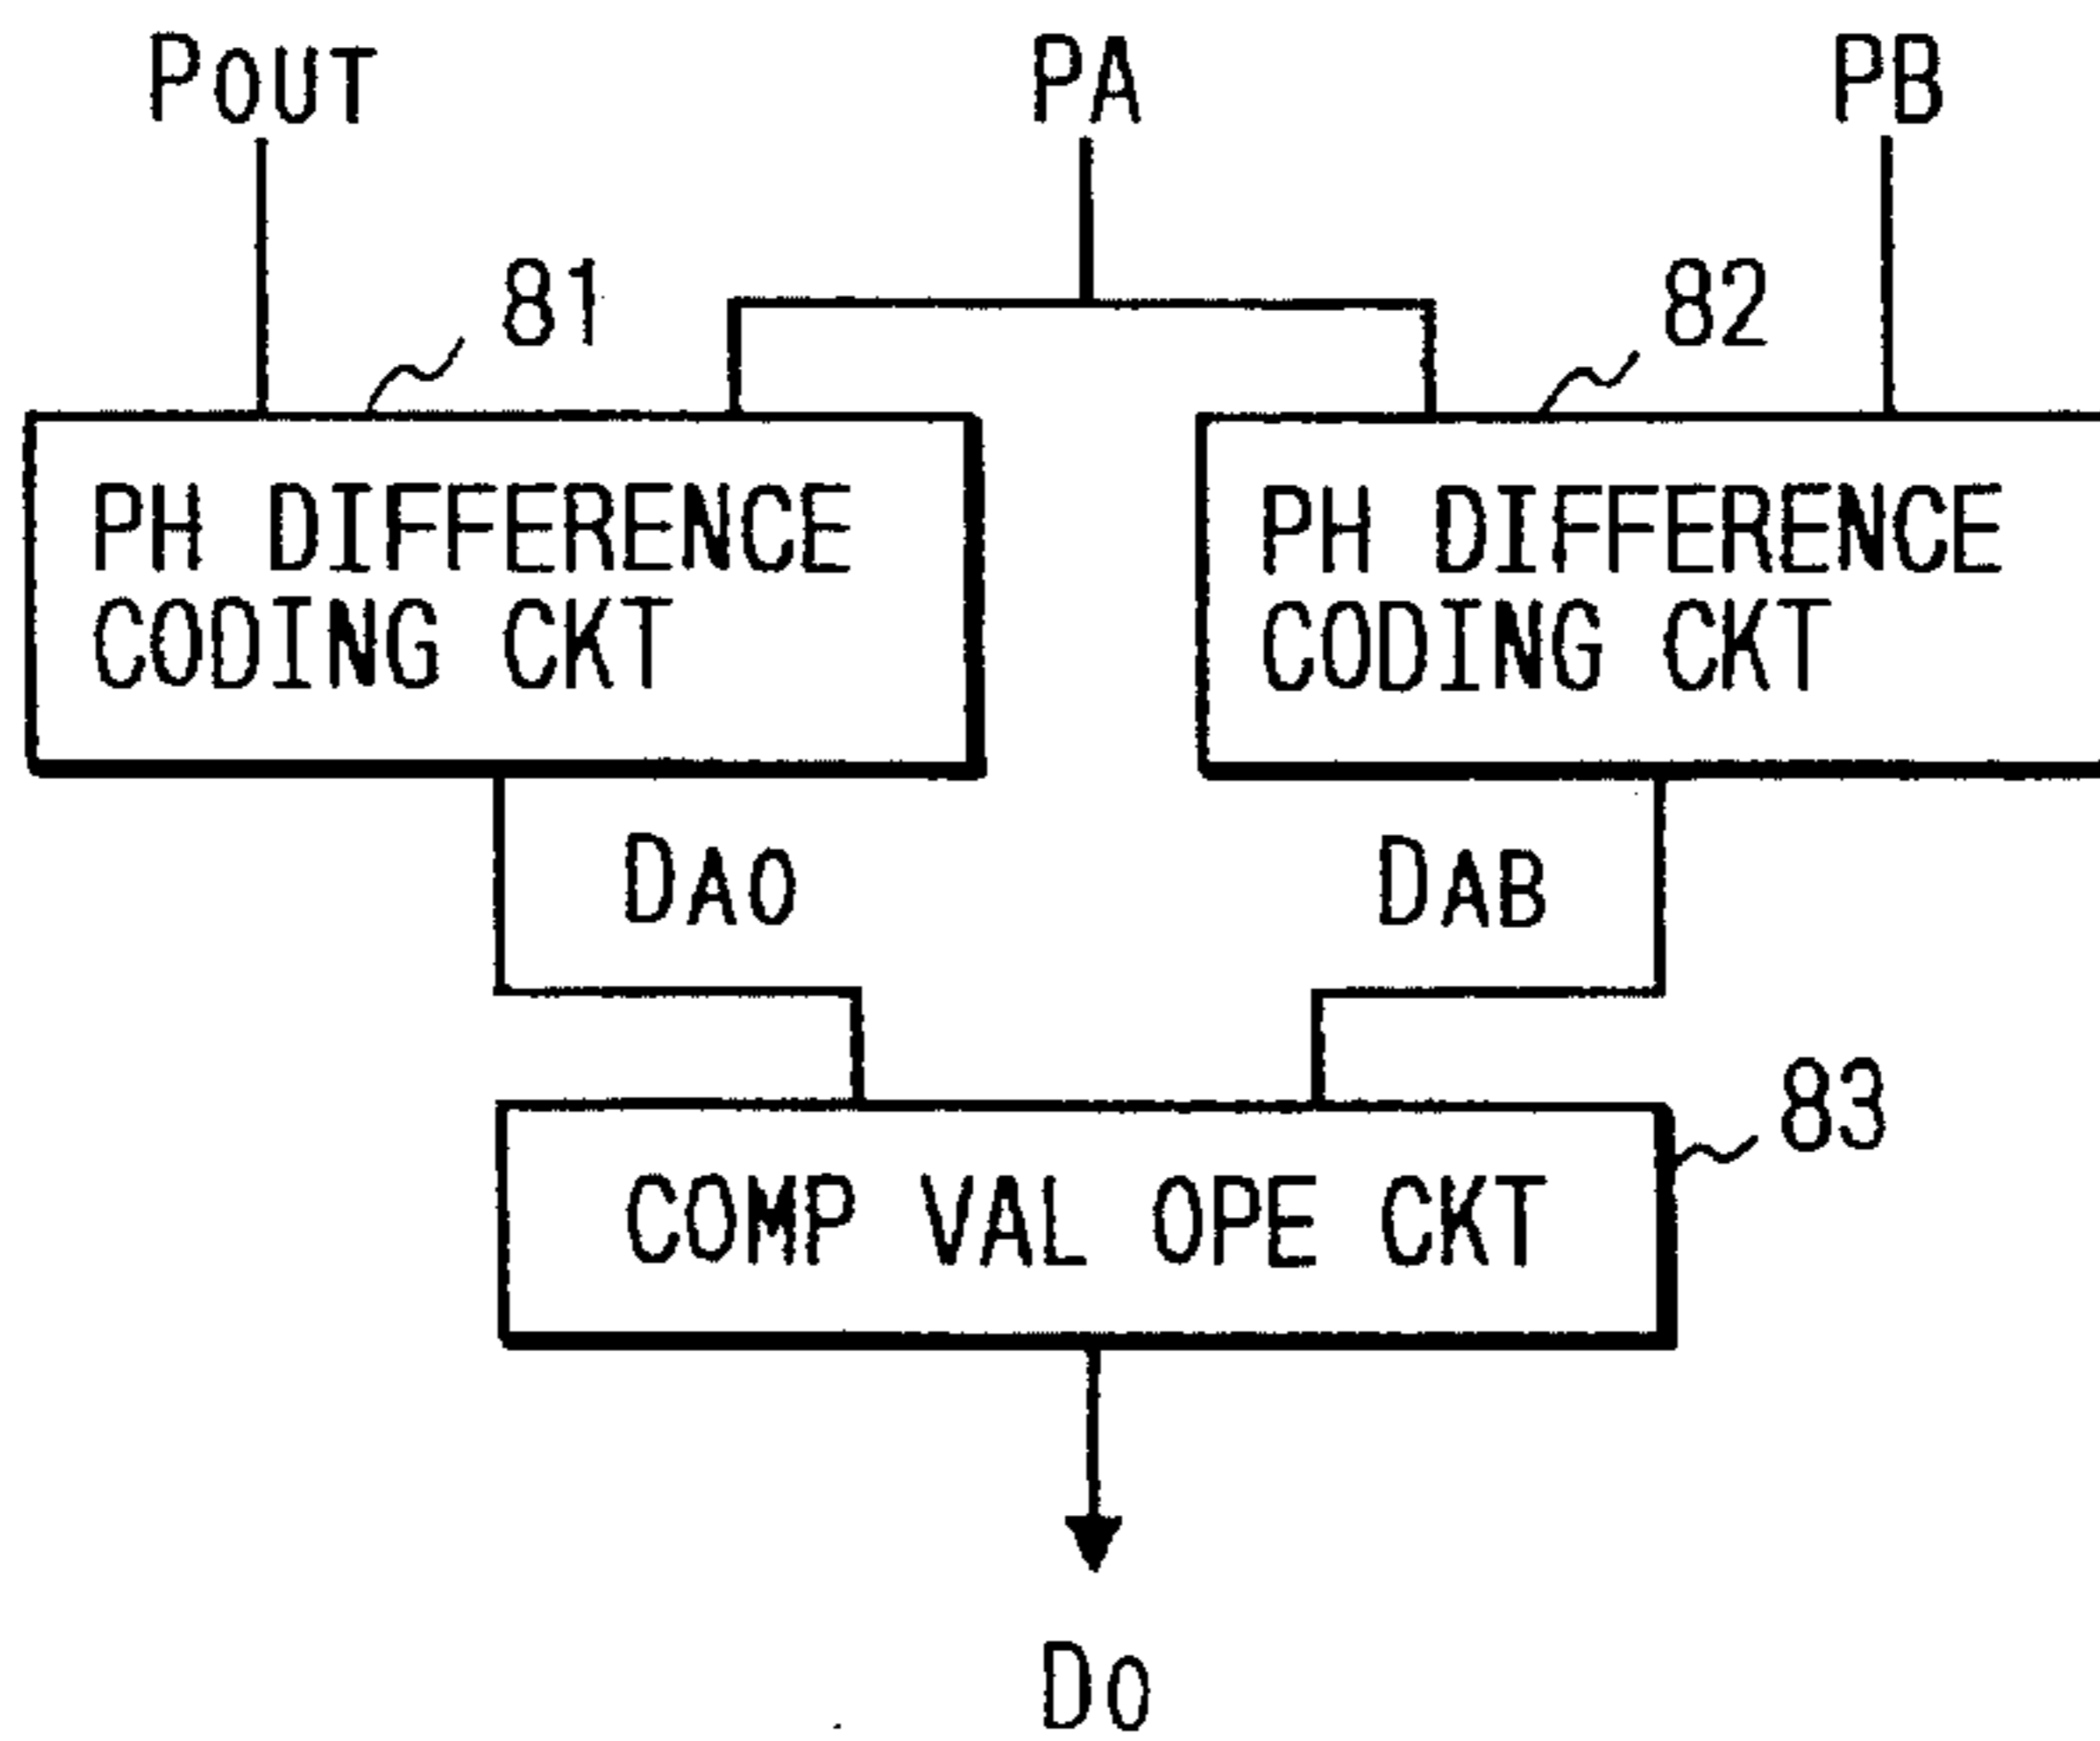 POUT PA PB
81 82
PH DIFFERENCE
CODING CKT
PH DIFFERENCE
CODING CKT
DAO DAB
83
COMP VAL OPE CKT
DO